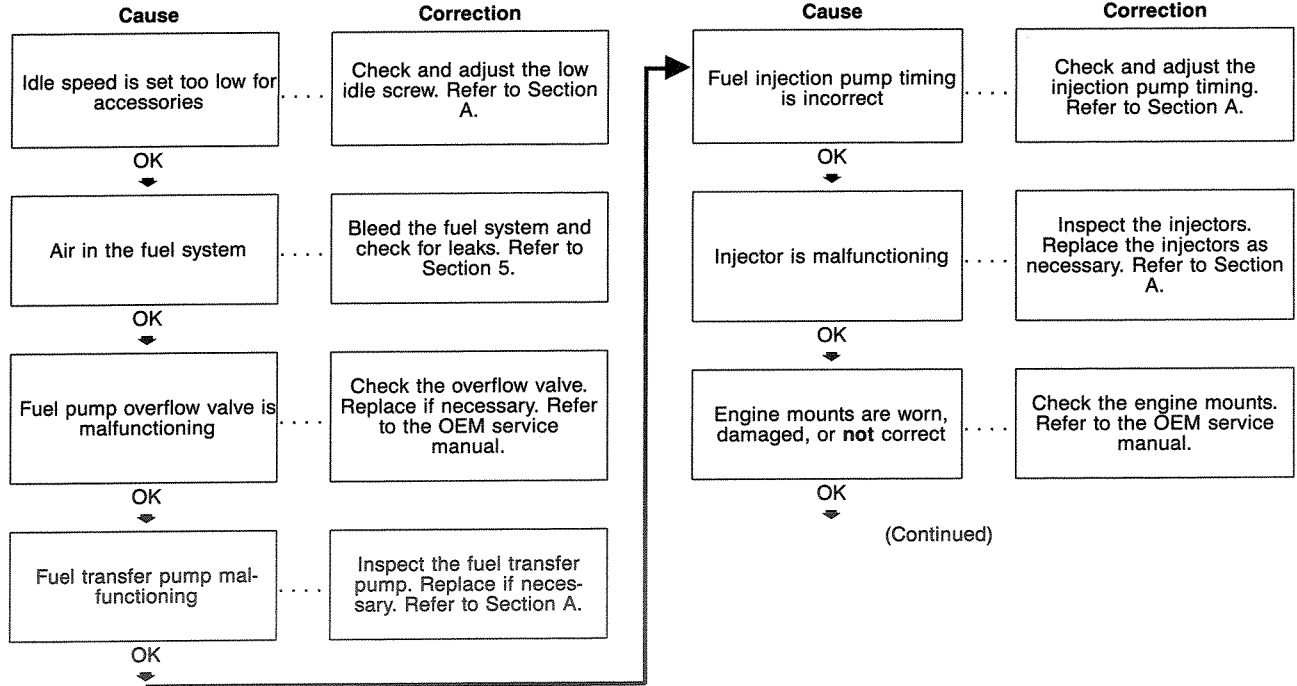 Cause
Correction
Idle speed is set too low for
accessories
. . . .
Check and adjust the low
idle screw. Refer to Section
A.
OK
Air in the fuel system
. . . .
Bleed the fuel system and
check for leaks. Refer to
Section 5.
OK
Fuel pump overflow valve is
malfunctioning
. . . .
Check the overflow valve.
Replace if necessary. Refer
to the OEM service
manual.
OK
Fuel transfer pump mal-
functioning
. . . .
Inspect the fuel transfer
pump. Replace if neces-
sary. Refer to Section A.
OK
Cause
Correction
Fuel injection pump timing
is incorrect
. . . .
Check and adjust the
injection pump timing.
Refer to Section A.
OK
Injector is malfunctioning
. . . .
Inspect the injectors.
Replace the injectors as
necessary. Refer to Section
A.
OK
Engine mounts are worn,
damaged, or not correct
. . . .
Check the engine mounts.
Refer to the OEM service
manual.
OK
(Continued)